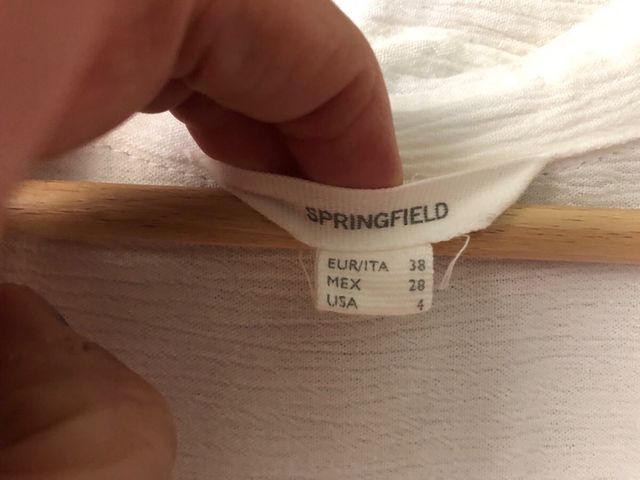 SPRINGFIELD
EUR/ITA 38
MEX 28
USA 4